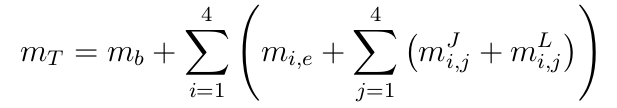 $m_T = m_b + \sum_{i=1}^{4} \left( m_{i,e} + \sum_{j=1}^{4} \left( m_{i,j}^{J} + m_{i,j}^{L} \right) \right)$